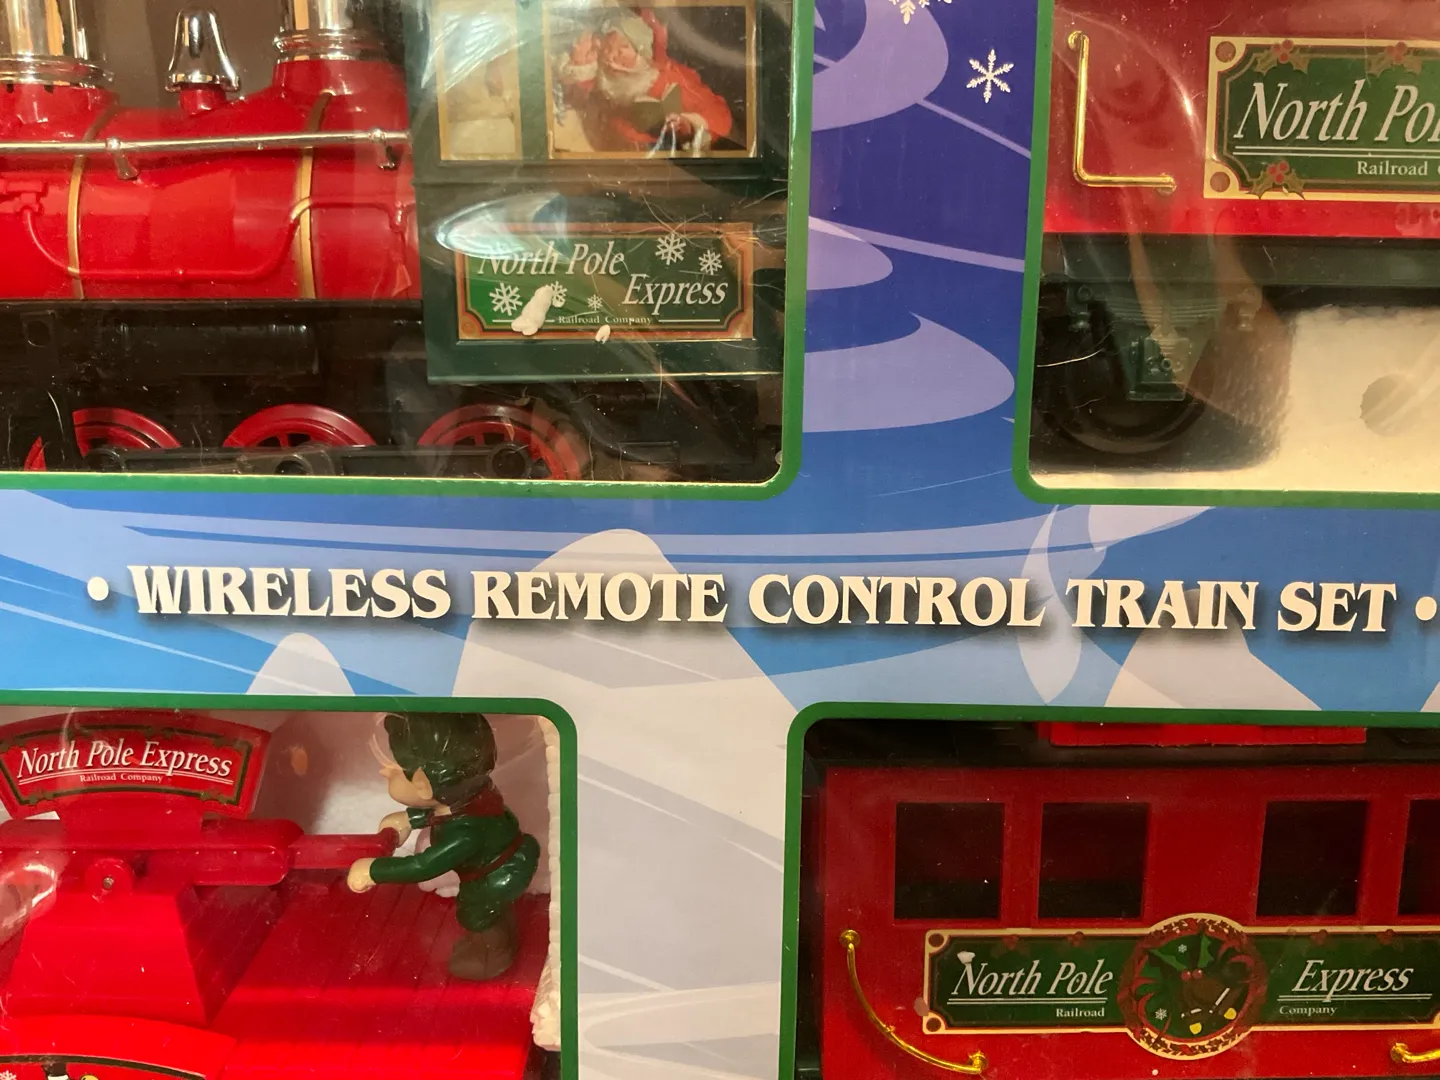 North Pole
Express
Railroad Company
North Po
Railroad
• WIRELESS REMOTE CONTROL TRAIN SET •
North Pole Express
Railroad Company
North Pole
Railroad
Express
Company